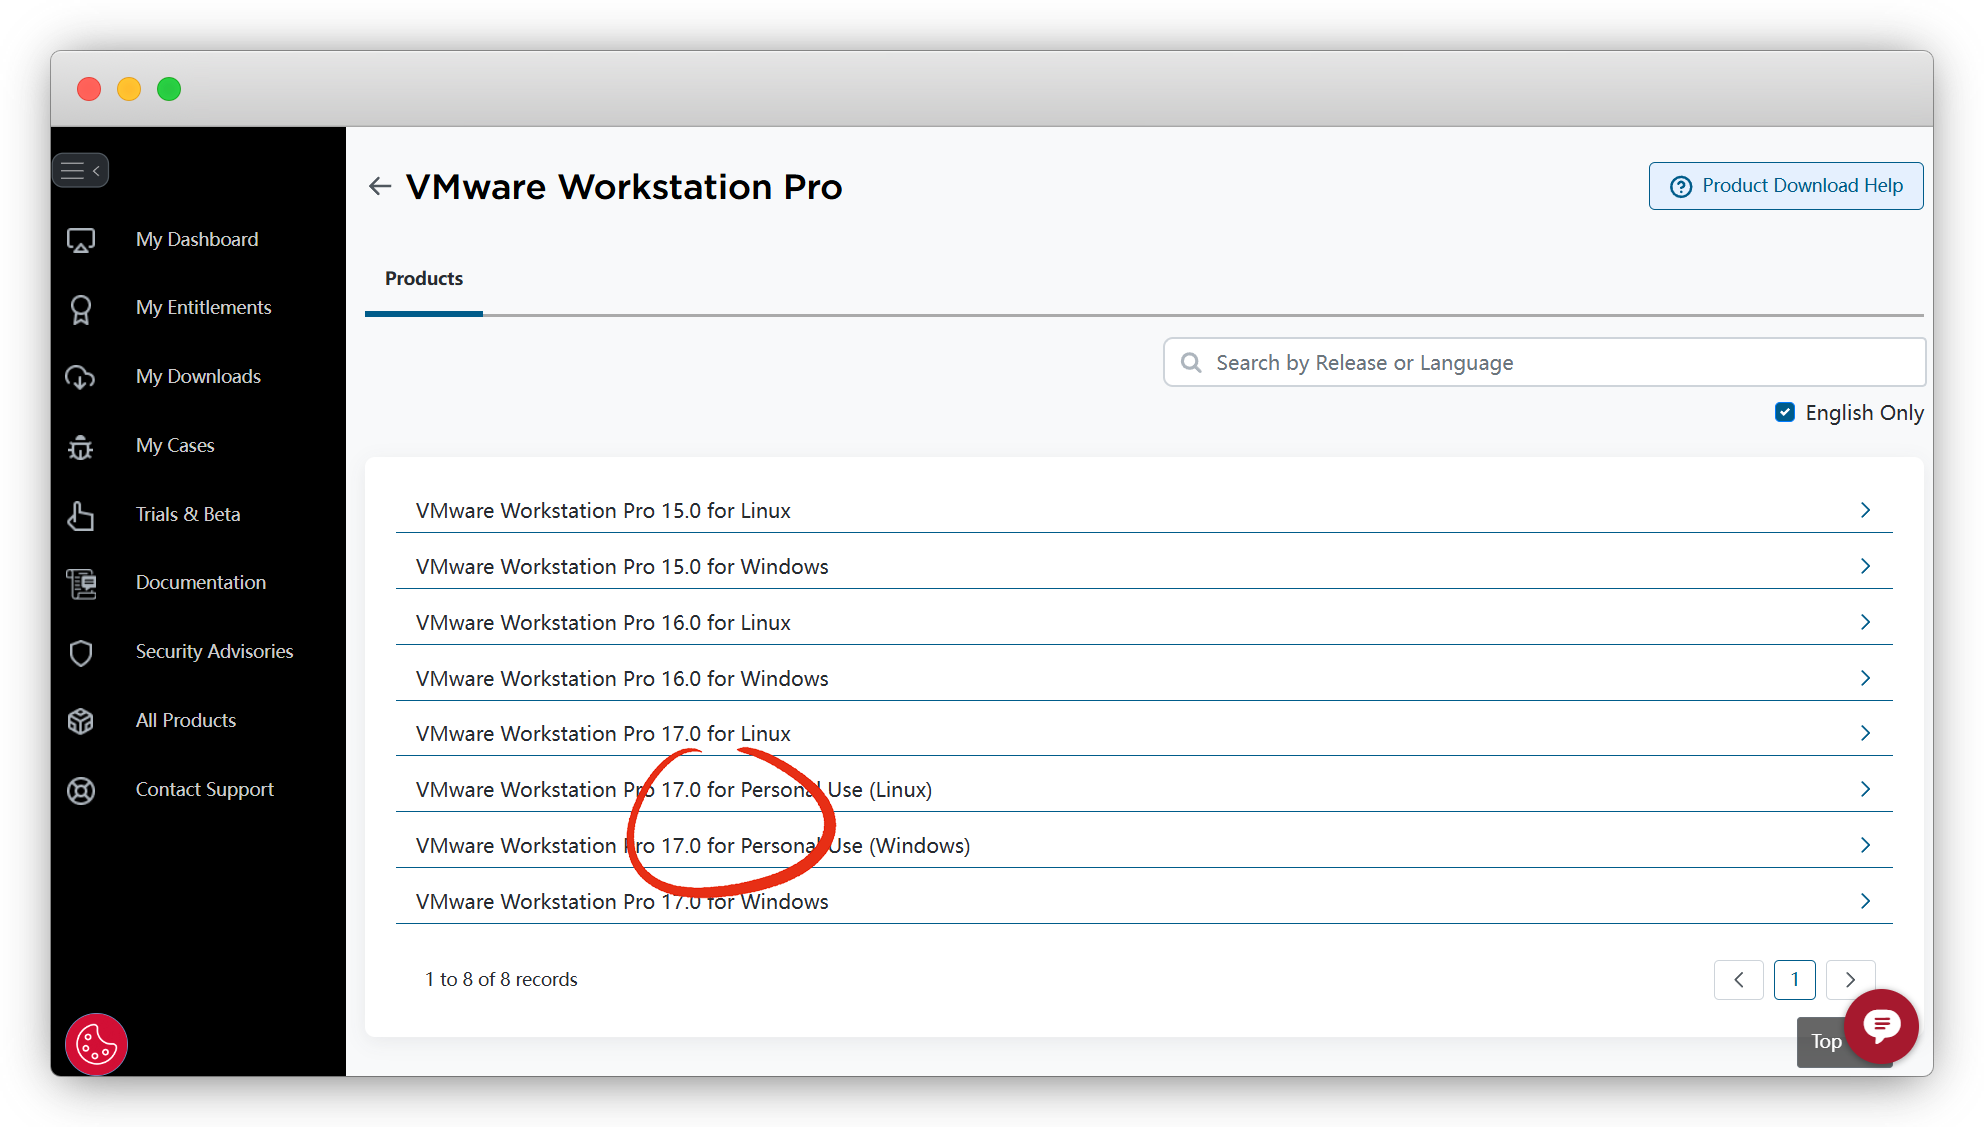 VMware Workstation Pro
Product Download Help
My Dashboard
My Entitlements
My Downloads
My Cases
Trials & Beta
Documentation
Security Advisories
All Products
Contact Support
Products
Search by Release or Language
English Only
VMware Workstation Pro 15.0 for Linux
VMware Workstation Pro 15.0 for Windows
VMware Workstation Pro 16.0 for Linux
VMware Workstation Pro 16.0 for Windows
VMware Workstation Pro 17.0 for Linux
VMware Workstation Pro 17.0 for Personal Use (Linux)
VMware Workstation Pro 17.0 for Personal Use (Windows)
VMware Workstation Pro 17.0 for Windows
1 to 8 of 8 records
1
Top